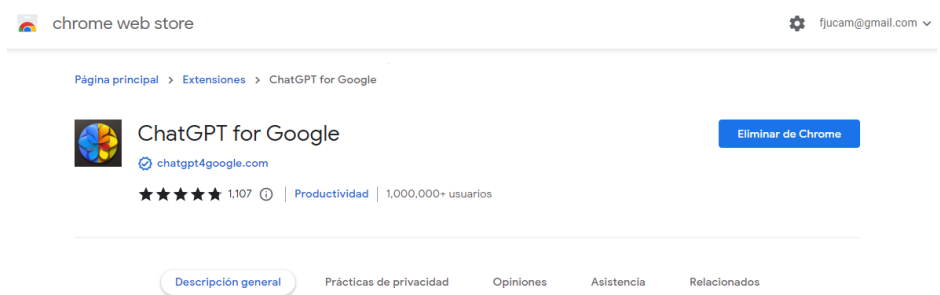 chrome web store
fjucam@gmail.com
Página principal > Extensiones > ChatGPT for Google
ChatGPT for Google
Eliminar de Chrome
chatgpt4google.com
1,107 Productividad 1,000,000+ usuarios
Descripción general Prácticas de privacidad Opiniones Asistencia Relacionados